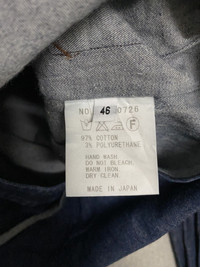 NO. 46 0726
F
97% COTTON
3% POLYURETHANE
HAND WASH
DO NOT BLEACH
WARM IRON
DRY CLEAN
MADE IN JAPAN